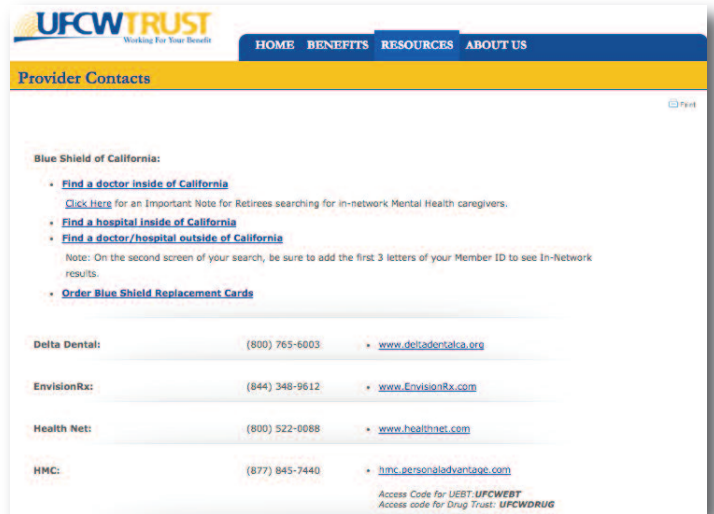 UFCWTRUST
Working For Your Benefit
HOME BENEFITS RESOURCES ABOUT US
Provider Contacts
Print
Blue Shield of California:
• Find a doctor inside of California
Click Here for an Important Note for Retirees searching for in-network Mental Health caregivers.
• Find a hospital inside of California
• Find a doctor/hospital outside of California
Note: On the second screen of your search, be sure to add the first 3 letters of your Member ID to see In-Network
results.
• Order Blue Shield Replacement Cards
Delta Dental: (800) 765-6003 • www.deltadentalca.org
EnvisionRx: (844) 348-9612 • www.EnvisionRx.com
Health Net: (800) 522-0088 • www.healthnet.com
HMC: (877) 845-7440 • hmc.personaladvantage.com
Access Code for UEBT:UFCWEBT
Access code for Drug Trust: UFCWDRUG